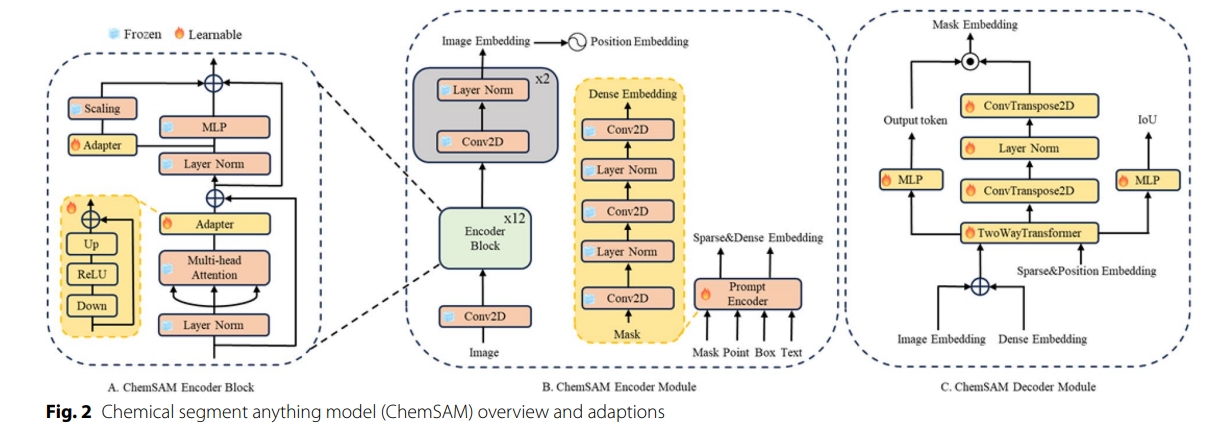 Frozen Learnable
Scaling
Adapter
MLP
Layer Norm
Adapter
Multi-head
Attention
Layer Norm
Up
ReLU
Down
A. ChemSAM Encoder Block
Image Embedding
Position Embedding
x2
Layer Norm
Conv2D
x12
Encoder
Block
Conv2D
Image
Dense Embedding
Conv2D
Layer Norm
Conv2D
Layer Norm
Conv2D
Mask
Sparse&Dense Embedding
Prompt
Encoder
Mask Point Box Text
B. ChemSAM Encoder Module
Mask Embedding
ConvTranspose2D
Output token
IoU
Layer Norm
MLP
ConvTranspose2D
MLP
TwoWayTransformer
Sparse&Position Embedding
Image Embedding Dense Embedding
C. ChemSAM Decoder Module
Fig. 2 Chemical segment anything model (ChemSAM) overview and adaptions